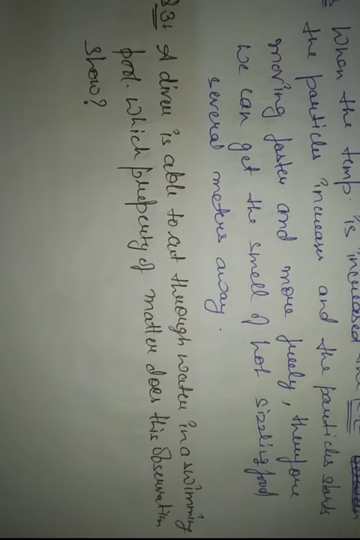 When the temp. is increased the
the particles increases and the particles starts
moving faster and more freely, therefore
we can get the smell of hot sizzling food
several meters away.
Q3. A diver is able to cut through water in a swimming
pool. Which property of matter does this observation
show?